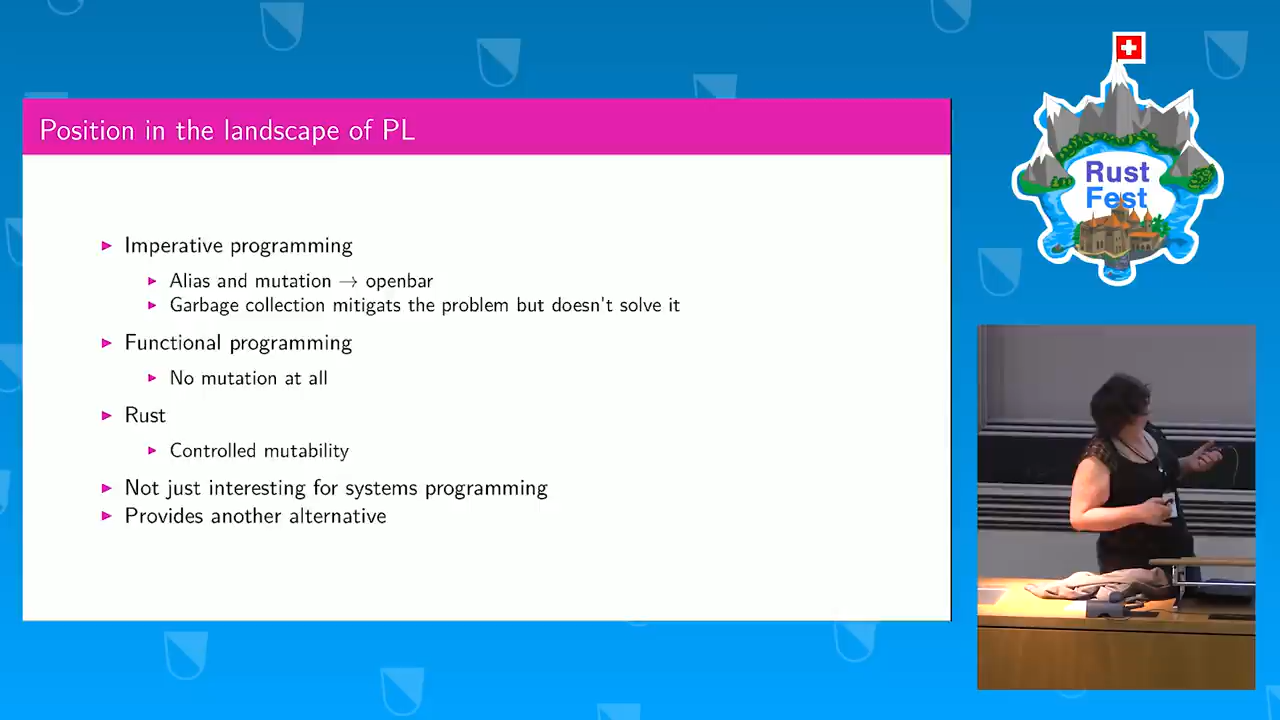 Position in the landscape of PL
Imperative programming
Alias and mutation → openbar
Garbage collection mitigats the problem but doesn't solve it
Functional programming
No mutation at all
Rust
Controlled mutability
Not just interesting for systems programming
Provides another alternative
Rust
Fest